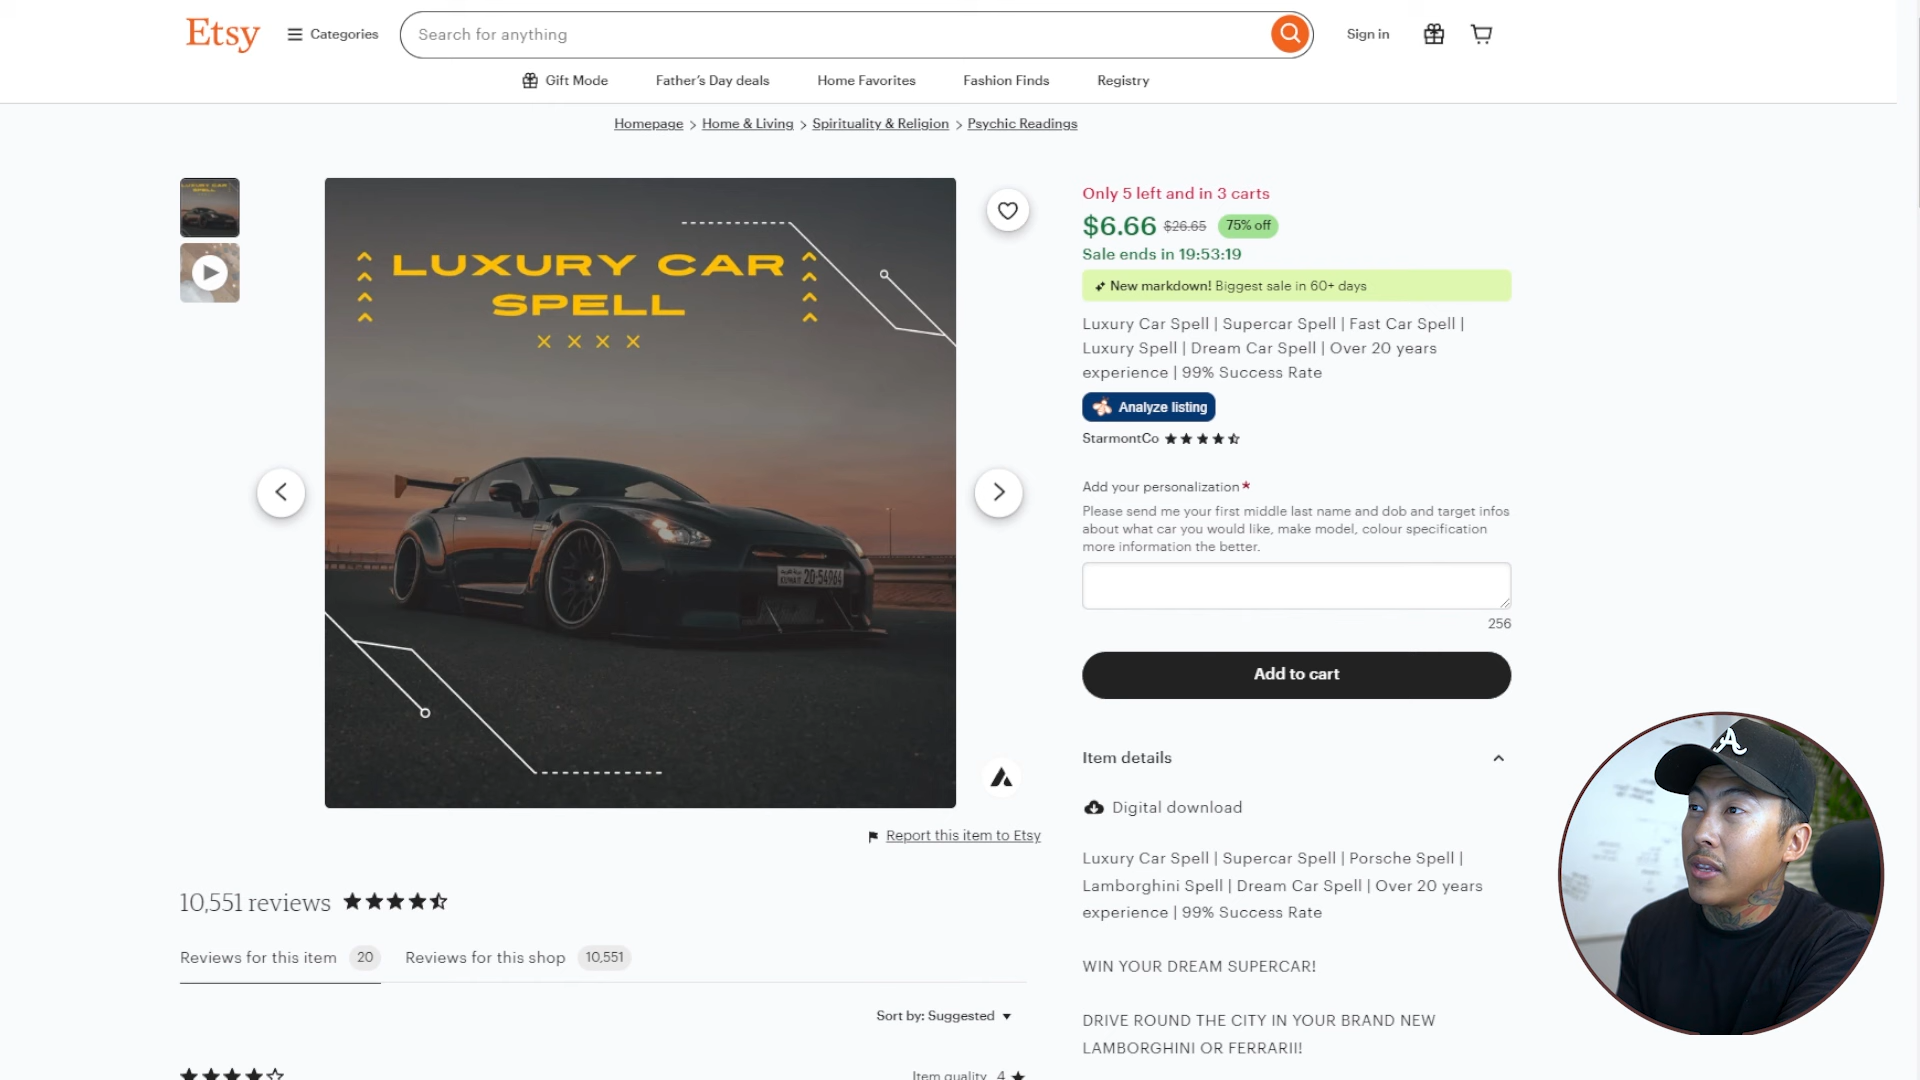 Etsy
Categories
Search for anything
Sign in
Gift Mode
Father's Day deals
Home Favorites
Fashion Finds
Registry
Homepage > Home & Living > Spirituality & Religion > Psychic Readings
LUXURY CAR
SPELL
20-54964
Only 5 left and in 3 carts
$6.66 $26.65 75% off
Sale ends in 19:53:19
New markdown! Biggest sale in 60+ days
Luxury Car Spell | Supercar Spell | Fast Car Spell |
Luxury Spell | Dream Car Spell | Over 20 years
experience | 99% Success Rate
Analyze listing
StarmontCo
Add your personalization *
Please send me your first middle last name and dob and target infos
about what car you would like, make model, colour specification
more information the better.
256
Add to cart
Item details
Digital download
Luxury Car Spell | Supercar Spell | Porsche Spell |
Lamborghini Spell | Dream Car Spell | Over 20 years
experience | 99% Success Rate
WIN YOUR DREAM SUPERCAR!
DRIVE ROUND THE CITY IN YOUR BRAND NEW
LAMBORGHINI OR FERRARII!
Report this item to Etsy
10,551 reviews
Reviews for this item 20
Reviews for this shop 10,551
Sort by: Suggested
Item quality 4